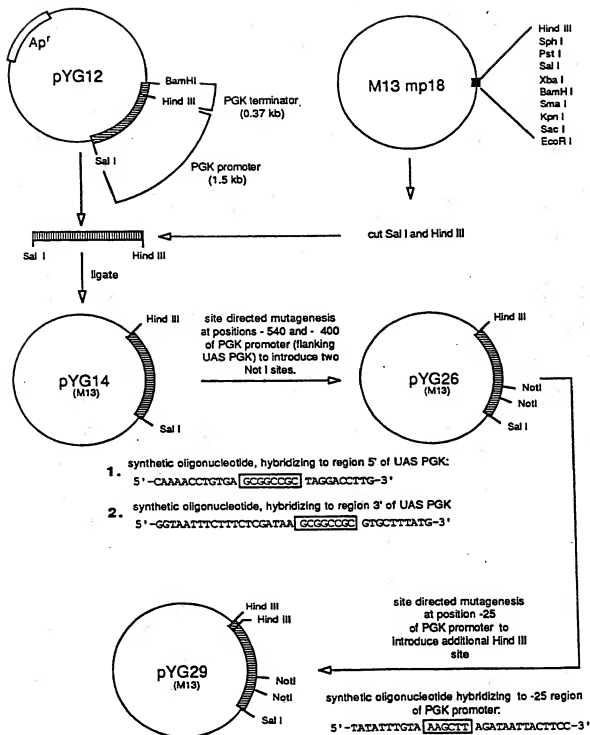 Apr
pYG12
BamHI
Hind III
PGK terminator
(0.37 kb)
Sal I
PGK promoter
(1.5 kb)
M13 mp18
Hind III
Sph I
Pst I
Sal I
Xba I
BamH I
Sma I
Kpn I
Sac I
EcoR I
Sal I
Hind III
cut Sal I and Hind III
ligate
Hind III
pYG14
(M13)
Sal I
site directed mutagenesis
at positions - 540 and - 400
of PGK promoter (flanking
UAS PGK) to introduce two
Not I sites.
Hind III
pYG26
(M13)
NotI
NotI
Sal I
1. synthetic oligonucleotide, hybridizing to region 5' of UAS PGK:
5'-CAAAACCTGTGA GCGGCCGC TAGGACCTTG-3'
2. synthetic oligonucleotide, hybridizing to region 3' of UAS PGK
5'-GGTAATTTCTTTCTCGATAA GCGGCCGC GTGCTTTATG-3'
site directed mutagenesis
at position -25
of PGK promoter to
introduce additional Hind III
site
Hind III
Hind III
pYG29
(M13)
NotI
NotI
Sal I
synthetic oligonucleotide hybridizing to -25 region
of PGK promoter:
5'-TATATTTGTA AAGCTT AGATAATTACTTCC-3'